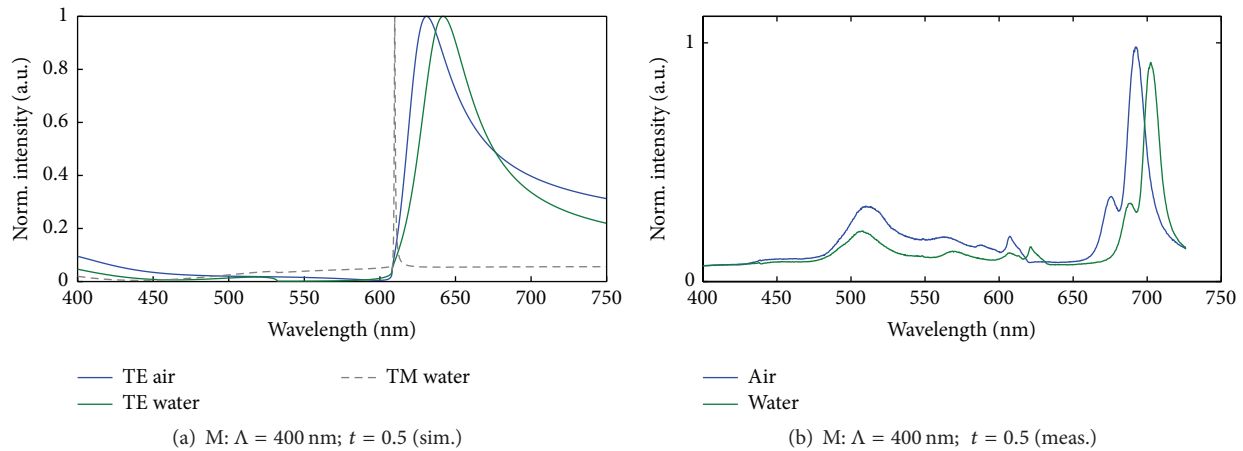 Norm. intensity (a.u.)
1
0.8
0.6
0.4
0.2
0
400 450 500 550 600 650 700 750
Wavelength (nm)
TE air
TE water
TM water
(a) M: Λ = 400 nm; t = 0.5 (sim.)
Norm. intensity (a.u.)
1
0
400 450 500 550 600 650 700 750
Wavelength (nm)
Air
Water
(b) M: Λ = 400 nm; t = 0.5 (meas.)